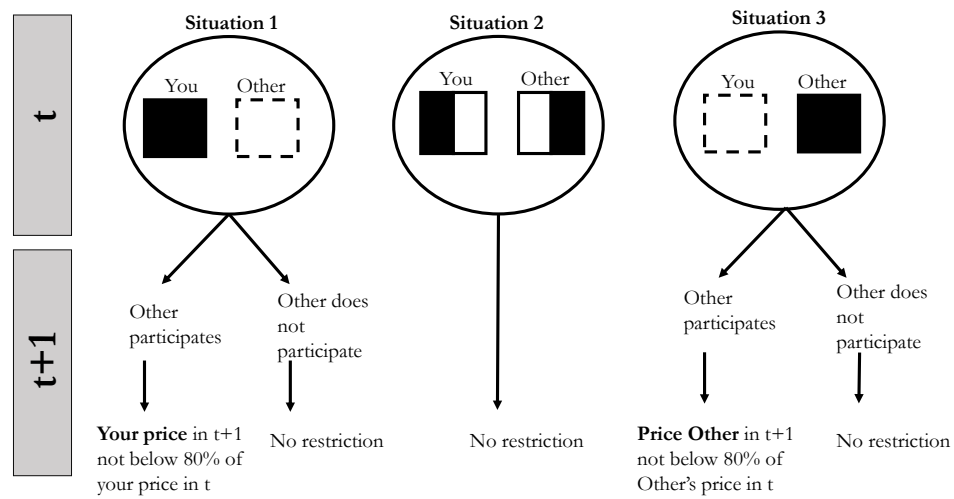 t
Situation 1
You
Other
Situation 2
You
Other
Situation 3
You
Other
t+1
Other
participates
Other does
not
participate
Your price in t+1
not below 80% of
your price in t
No restriction
No restriction
Other
participates
Other does
not
participate
Price Other in t+1
not below 80% of
Other's price in t
No restriction